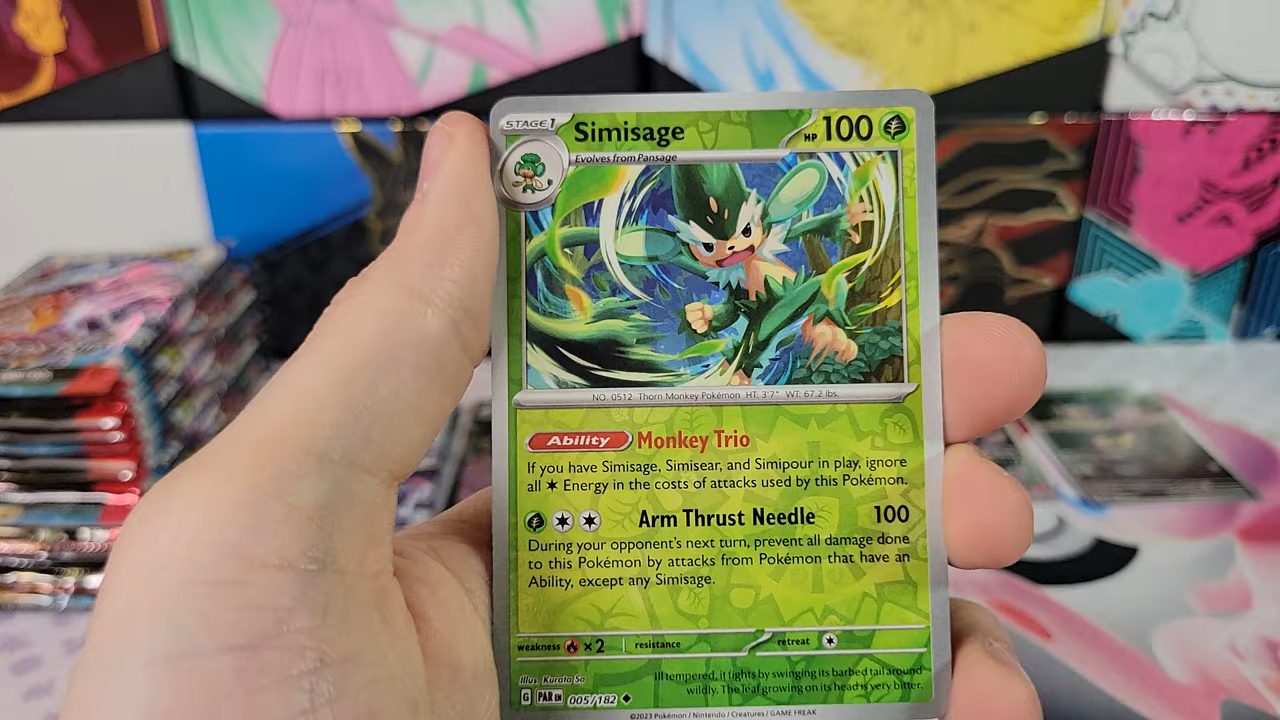 STAGE1 Simisage HP 100
Evolves from Pansage
NO. 0512 Thorn Monkey Pokémon HT: 3'7" WT: 67.2 lbs.
Ability Monkey Trio
If you have Simisage, Simisear, and Simipour in play, ignore
all Energy in the costs of attacks used by this Pokémon.
Arm Thrust Needle 100
During your opponent's next turn, prevent all damage done
to this Pokémon by attacks from Pokémon that have an
Ability, except any Simisage.
weakness ×2 resistance retreat
Illus. Kurata So
Ill tempered, it fights by swinging its barbed tail around
wildly. The leaf growing on its head is very bitter.
G PAR EN 005/182
©2023 Pokémon / Nintendo / Creatures / GAME FREAK